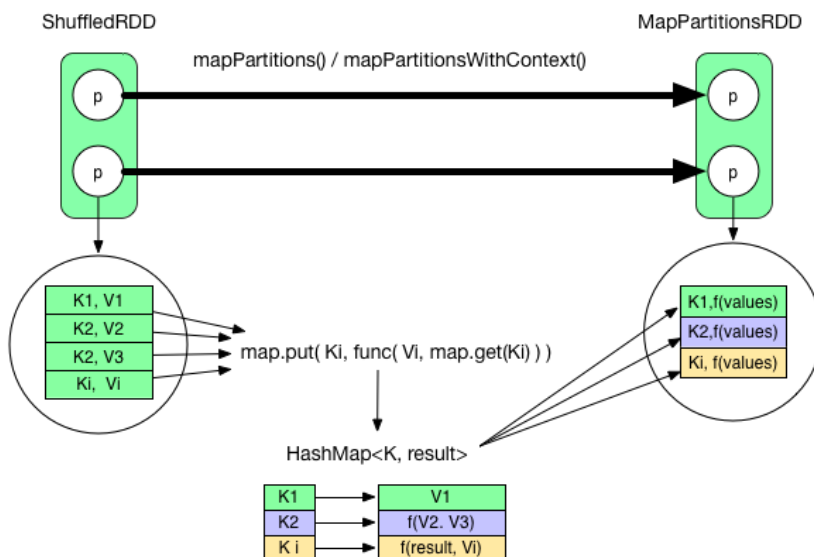 ShuffledRDD
MapPartitionsRDD
mapPartitions() / mapPartitionsWithContext()
p
p
p
p
K1, V1
K2, V2
K2, V3
Ki, Vi
map.put( Ki, func( Vi, map.get(Ki) ) )
K1,f(values)
K2,f(values)
Ki, f(values)
HashMap<K, result>
K1
V1
K2
f(V2. V3)
K i
f(result, Vi)